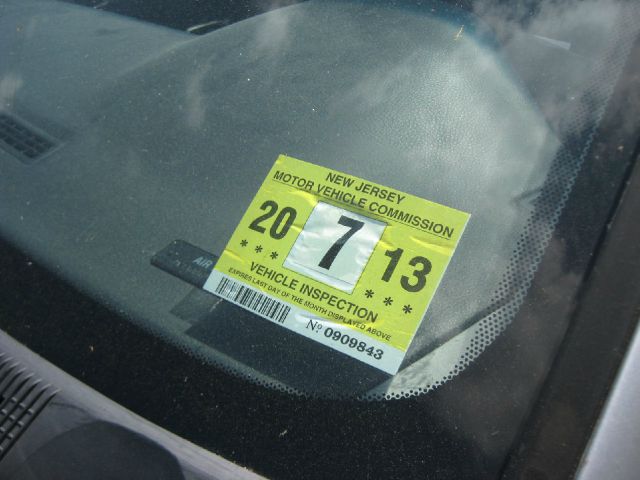 NEW JERSEY
MOTOR VEHICLE COMMISSION
20 7 13
*** ***
VEHICLE INSPECTION
EXPIRES LAST DAY OF THE MONTH DISPLAYED ABOVE
Nº 0909843
AIR